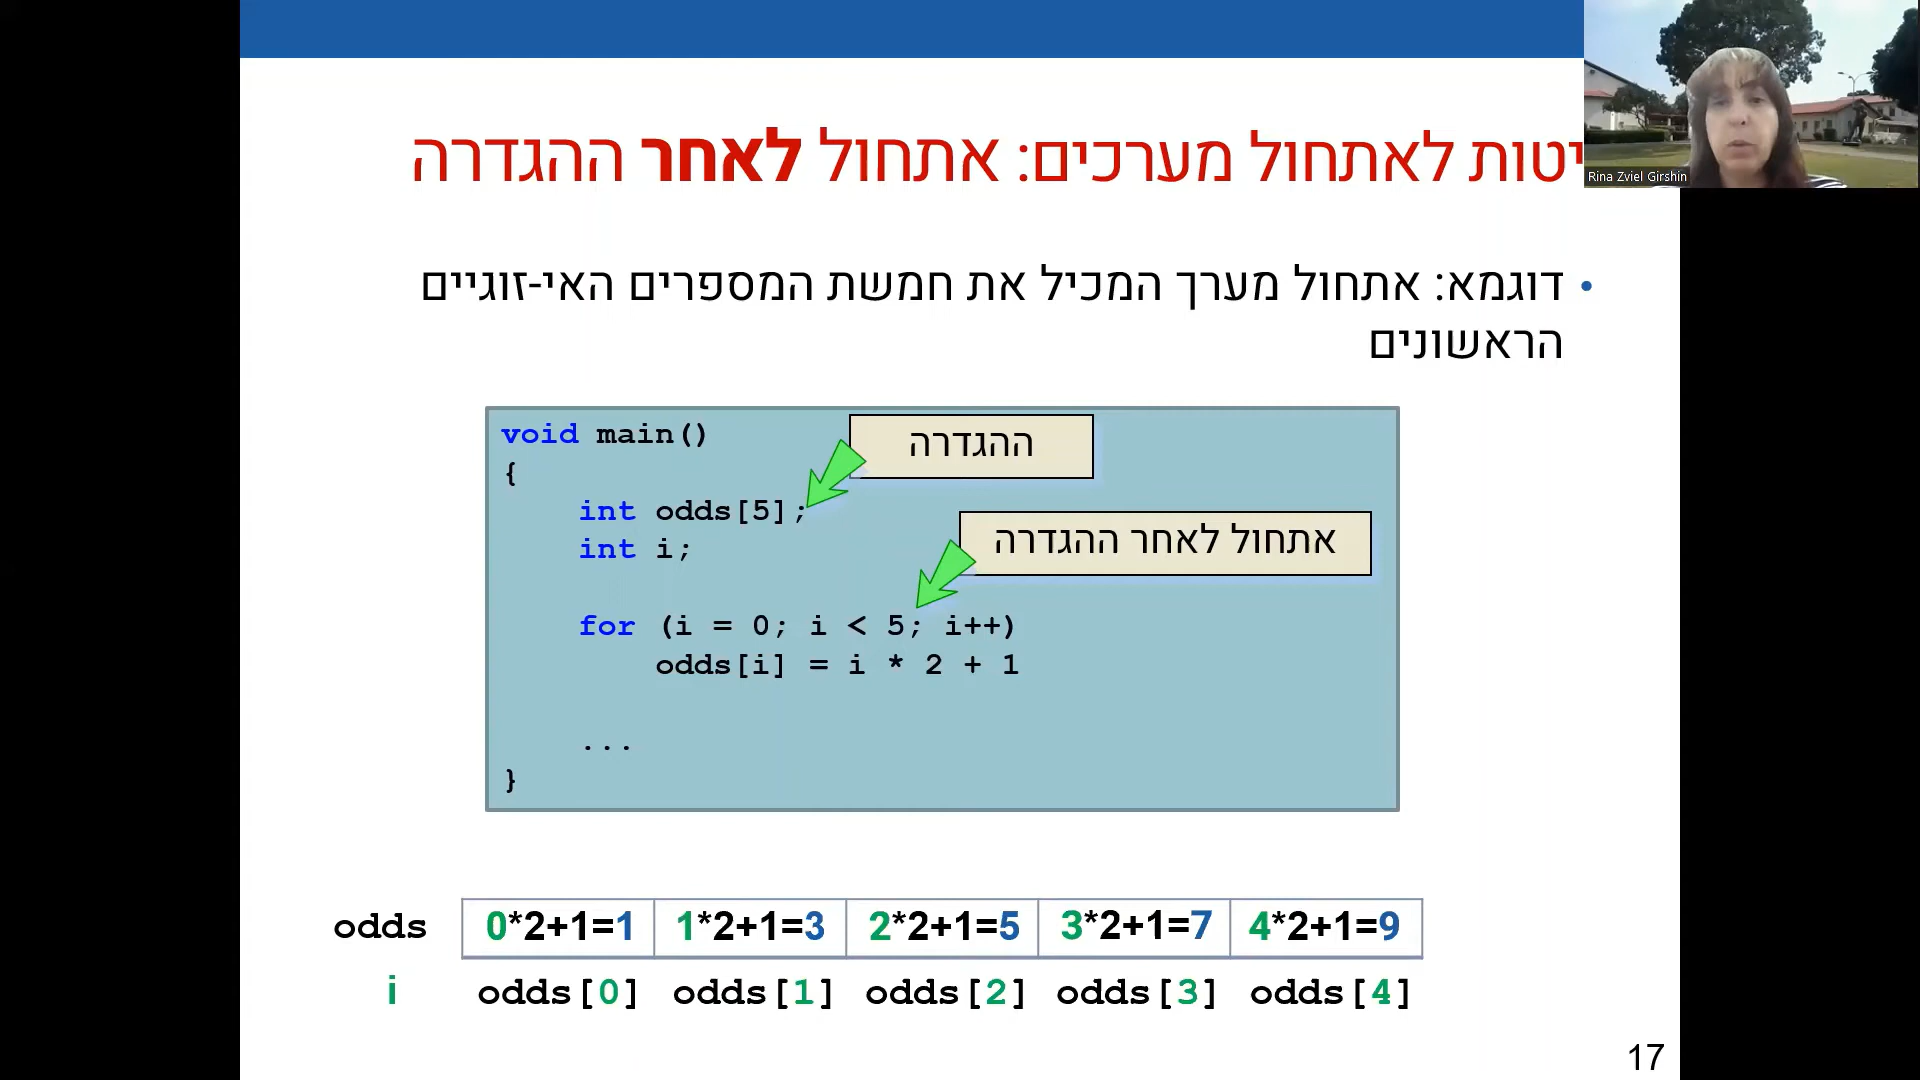 לאתחול מערכים: אתחול לאחר ההגדרה
Rina Zviel Girshin
• דוגמא: אתחול מערך המכיל את חמשת המספרים האי-זוגיים
הראשונים
void main()
ההגדרה
{
int odds[5];
int i;
אתחול לאחר ההגדרה
for (i = 0; i < 5; i++)
odds[i] = i * 2 + 1
...
}
odds 0*2+1=1 1*2+1=3 2*2+1=5 3*2+1=7 4*2+1=9
i odds[0] odds[1] odds[2] odds[3] odds[4]
17